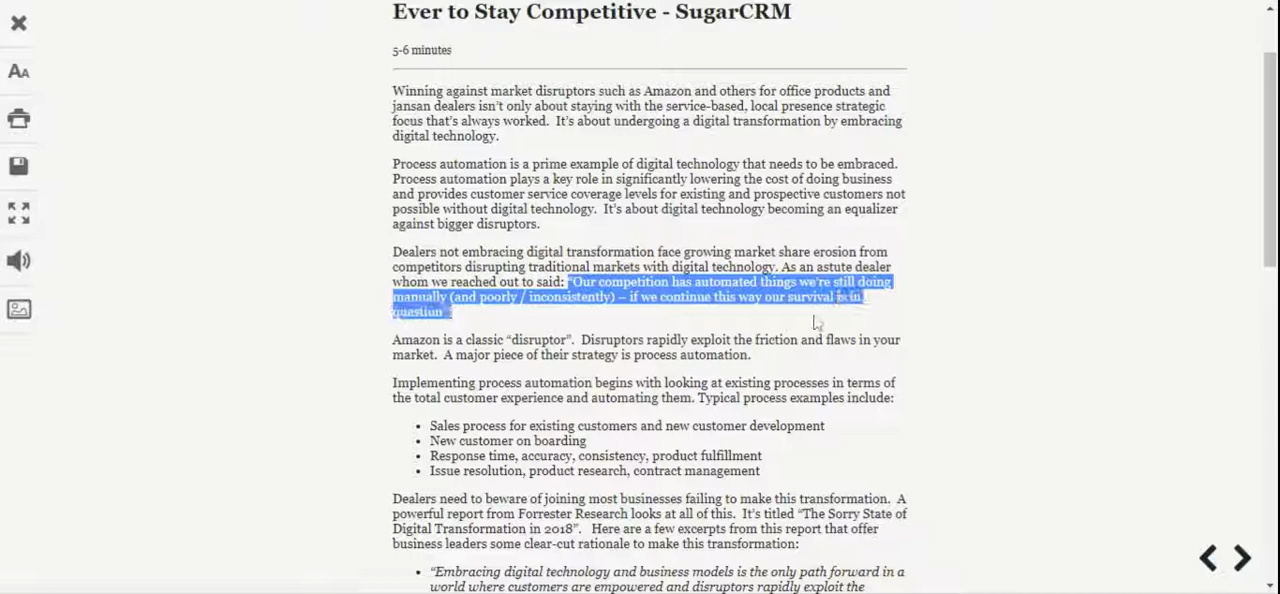 Ever to Stay Competitive - SugarCRM
5-6 minutes
Winning against market disruptors such as Amazon and others for office products and
jansan dealers isn't only about staying with the service-based, local presence strategic
focus that's always worked.  It's about undergoing a digital transformation by embracing
digital technology.
Process automation is a prime example of digital technology that needs to be embraced.
Process automation plays a key role in significantly lowering the cost of doing business
and provides customer service coverage levels for existing and prospective customers not
possible without digital technology.  It's about digital technology becoming an equalizer
against bigger disruptors.
Dealers not embracing digital transformation face growing market share erosion from
competitors disrupting traditional markets with digital technology. As an astute dealer
whom we reached out to said: "Our competition has automated things we're still doing
manually (and poorly / inconsistently) – if we continue this way our survival is in
question"
Amazon is a classic "disruptor".  Disruptors rapidly exploit the friction and flaws in your
market.  A major piece of their strategy is process automation.
Implementing process automation begins with looking at existing processes in terms of
the total customer experience and automating them. Typical process examples include:
• Sales process for existing customers and new customer development
• New customer on boarding
• Response time, accuracy, consistency, product fulfillment
• Issue resolution, product research, contract management
Dealers need to beware of joining most businesses failing to make this transformation.  A
powerful report from Forrester Research looks at all of this.  It's titled "The Sorry State of
Digital Transformation in 2018".   Here are a few excerpts from this report that offer
business leaders some clear-cut rationale to make this transformation:
• "Embracing digital technology and business models is the only path forward in a
world where customers are empowered and disruptors rapidly exploit the
AA